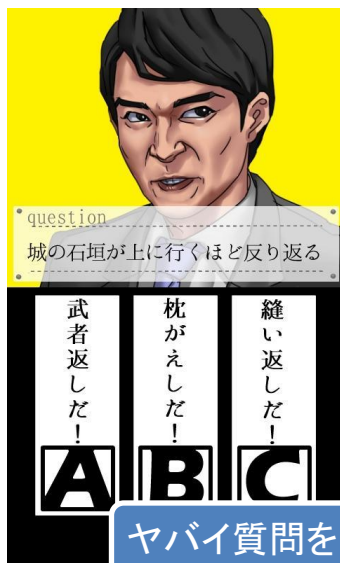 question
城の石垣が上に行くほど反り返る
武者返しだ！
枕がえしだ！
縫い返しだ！
A
B
C
ヤバイ質問を